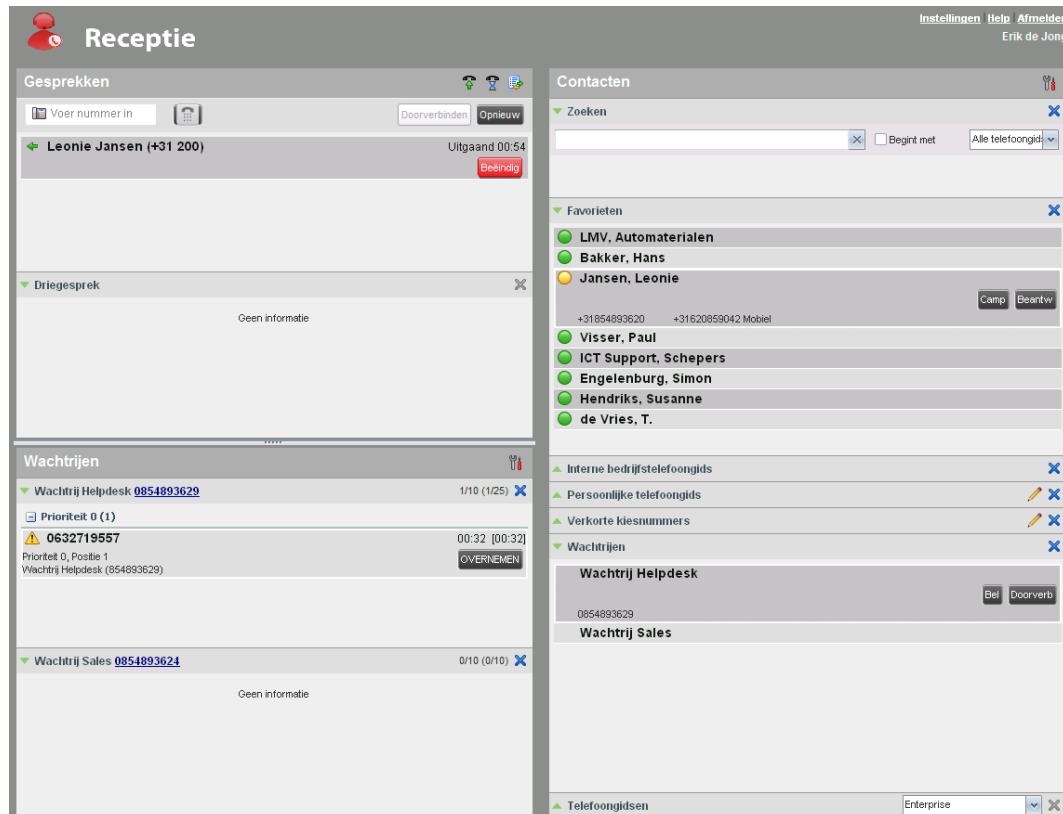 Receptie
Instellingen Help Afmelden
Erik de Jong
Gesprekken
Voer nummer in
Doorverbinden Opnieuw
Leonie Jansen (+31 200) Uitgaand 00:54
Beëindig
Driegesprek
Geen informatie
Wachtrijen
Wachtrij Helpdesk 0854893629 1/10 (1/25)
Prioriteit 0 (1)
0632719557 00:32 [00:32]
Prioriteit 0, Positie 1
OVERNEMEN
Wachtrij Helpdesk (854893629)
Wachtrij Sales 0854893624 0/10 (0/10)
Geen informatie
Contacten
Zoeken
Begint met Alle telefoongid
Favorieten
LMV, Automaterialen
Bakker, Hans
Jansen, Leonie
Camp Beantw
+31854893620 +31620859042 Mobiel
Visser, Paul
ICT Support, Schepers
Engelenburg, Simon
Hendriks, Susanne
de Vries, T.
Interne bedrijfstelefoongids
Persoonlijke telefoongids
Verkorte kiesnummers
Wachtrijen
Wachtrij Helpdesk
Bel Doorverb
0854893629
Wachtrij Sales
Telefoongidsen Enterprise